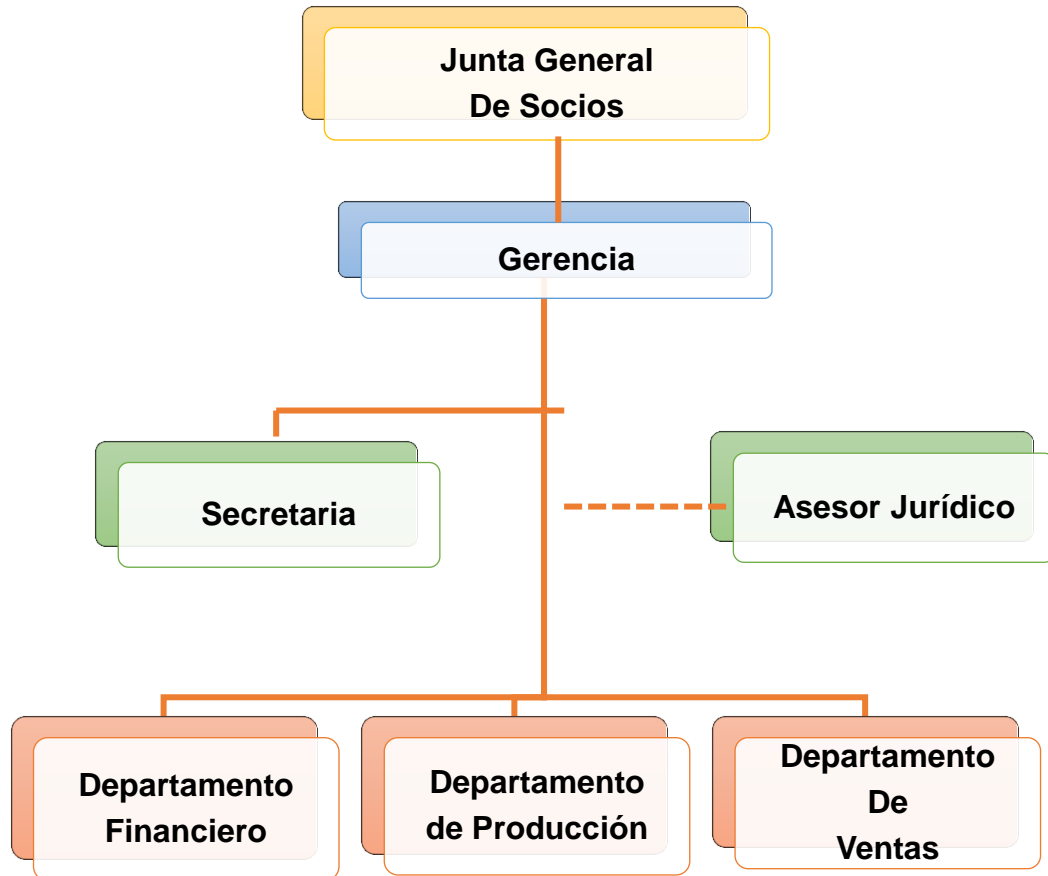 Junta General
De Socios
Gerencia
Secretaria
Asesor Jurídico
Departamento
Financiero
Departamento
de Producción
Departamento
De
Ventas